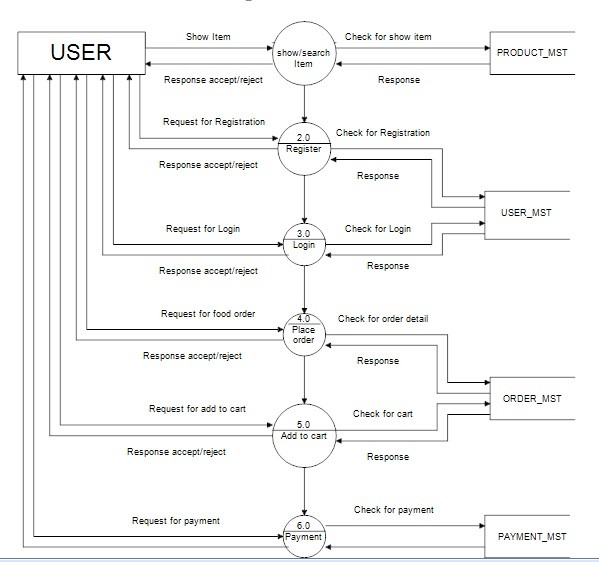 Show Item
Check for show item
USER
show/search
Item
PRODUCT_MST
Response accept/reject
Response
Request for Registration
2.0
Register
Check for Registration
Response accept/reject
Response
USER_MST
Request for Login
3.0
Login
Check for Login
Response accept/reject
Response
Request for food order
4.0
Place
order
Check for order detail
Response accept/reject
Response
ORDER_MST
Request for add to cart
5.0
Add to cart
Check for cart
Response accept/reject
Response
Request for payment
6.0
Payment
Check for payment
PAYMENT_MST